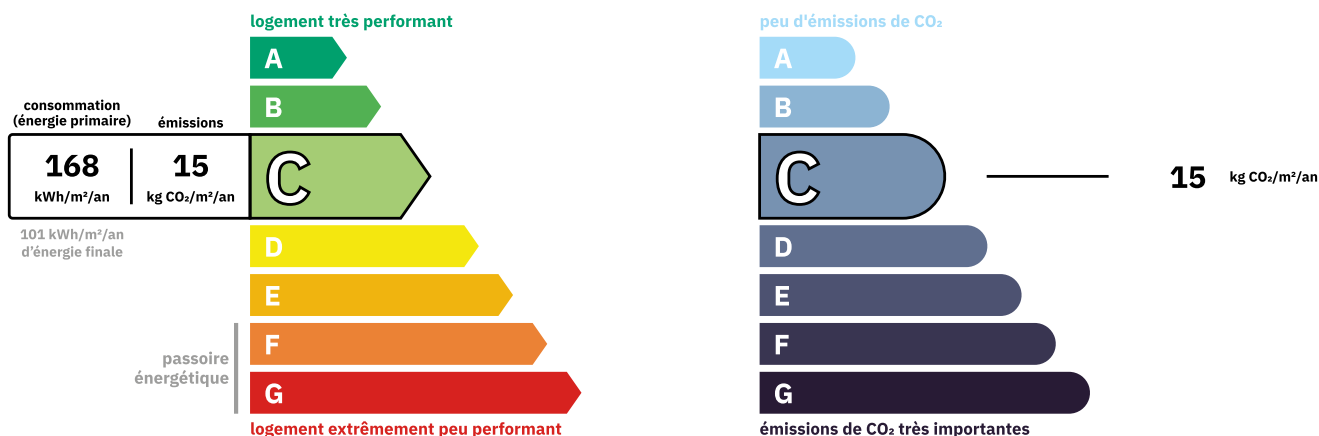 logement très performant
A
B
consommation
(énergie primaire)
émissions
168
kWh/m²/an
15
kg CO₂/m²/an
C
101 kWh/m²/an
d'énergie finale
D
E
F
passoire
énergétique
G
logement extrêmement peu performant
peu d'émissions de CO₂
A
B
C
15 kg CO₂/m²/an
D
E
F
G
émissions de CO₂ très importantes